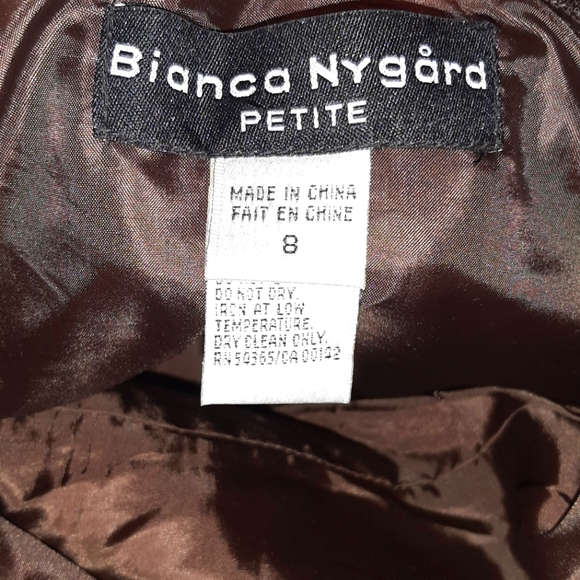 Bianca Nygård
PETITE
MADE IN CHINA
FAIT EN CHINE
8
DO NOT DRY.
IRON AT LOW
TEMPERATURE.
DRY CLEAN ONLY.
RN 54365/CA 00142